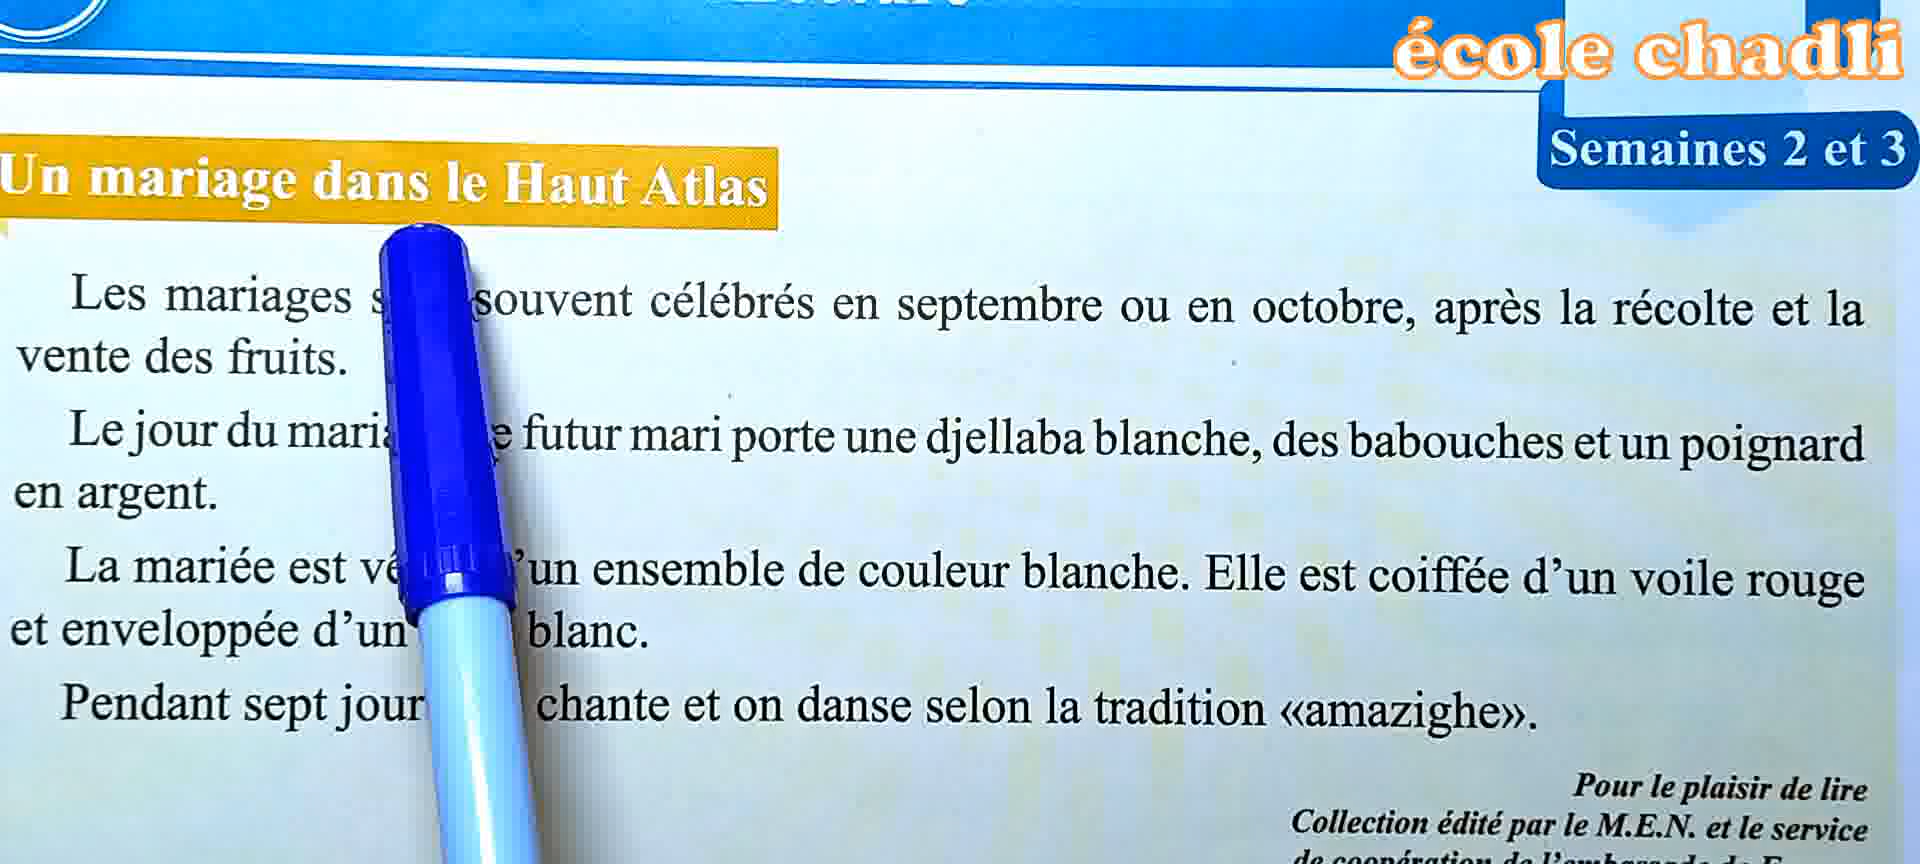 école chadli
Semaines 2 et 3
Un mariage dans le Haut Atlas
Les mariages souvent célébrés en septembre ou en octobre, après la récolte et la
vente des fruits.
Le jour du futur mari porte une djellaba blanche, des babouches et un poignard
en argent.
La mariée est d’un ensemble de couleur blanche. Elle est coiffée d’un voile rouge
et enveloppée d’un blanc.
Pendant sept chante et on danse selon la tradition «amazighe».
Pour le plaisir de lire
Collection édité par le M.E.N. et le service